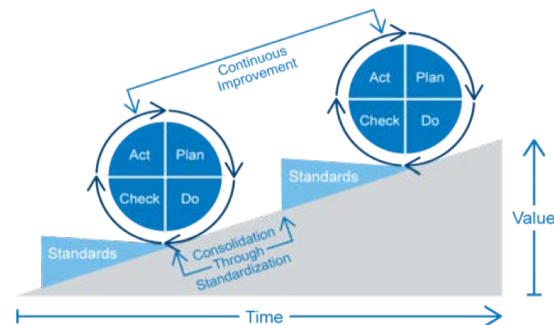 Continuous
Improvement
Act
Plan
Check
Do
Act
Plan
Check
Do
Standards
Standards
Consolidation
Through
Standardization
Value
Time